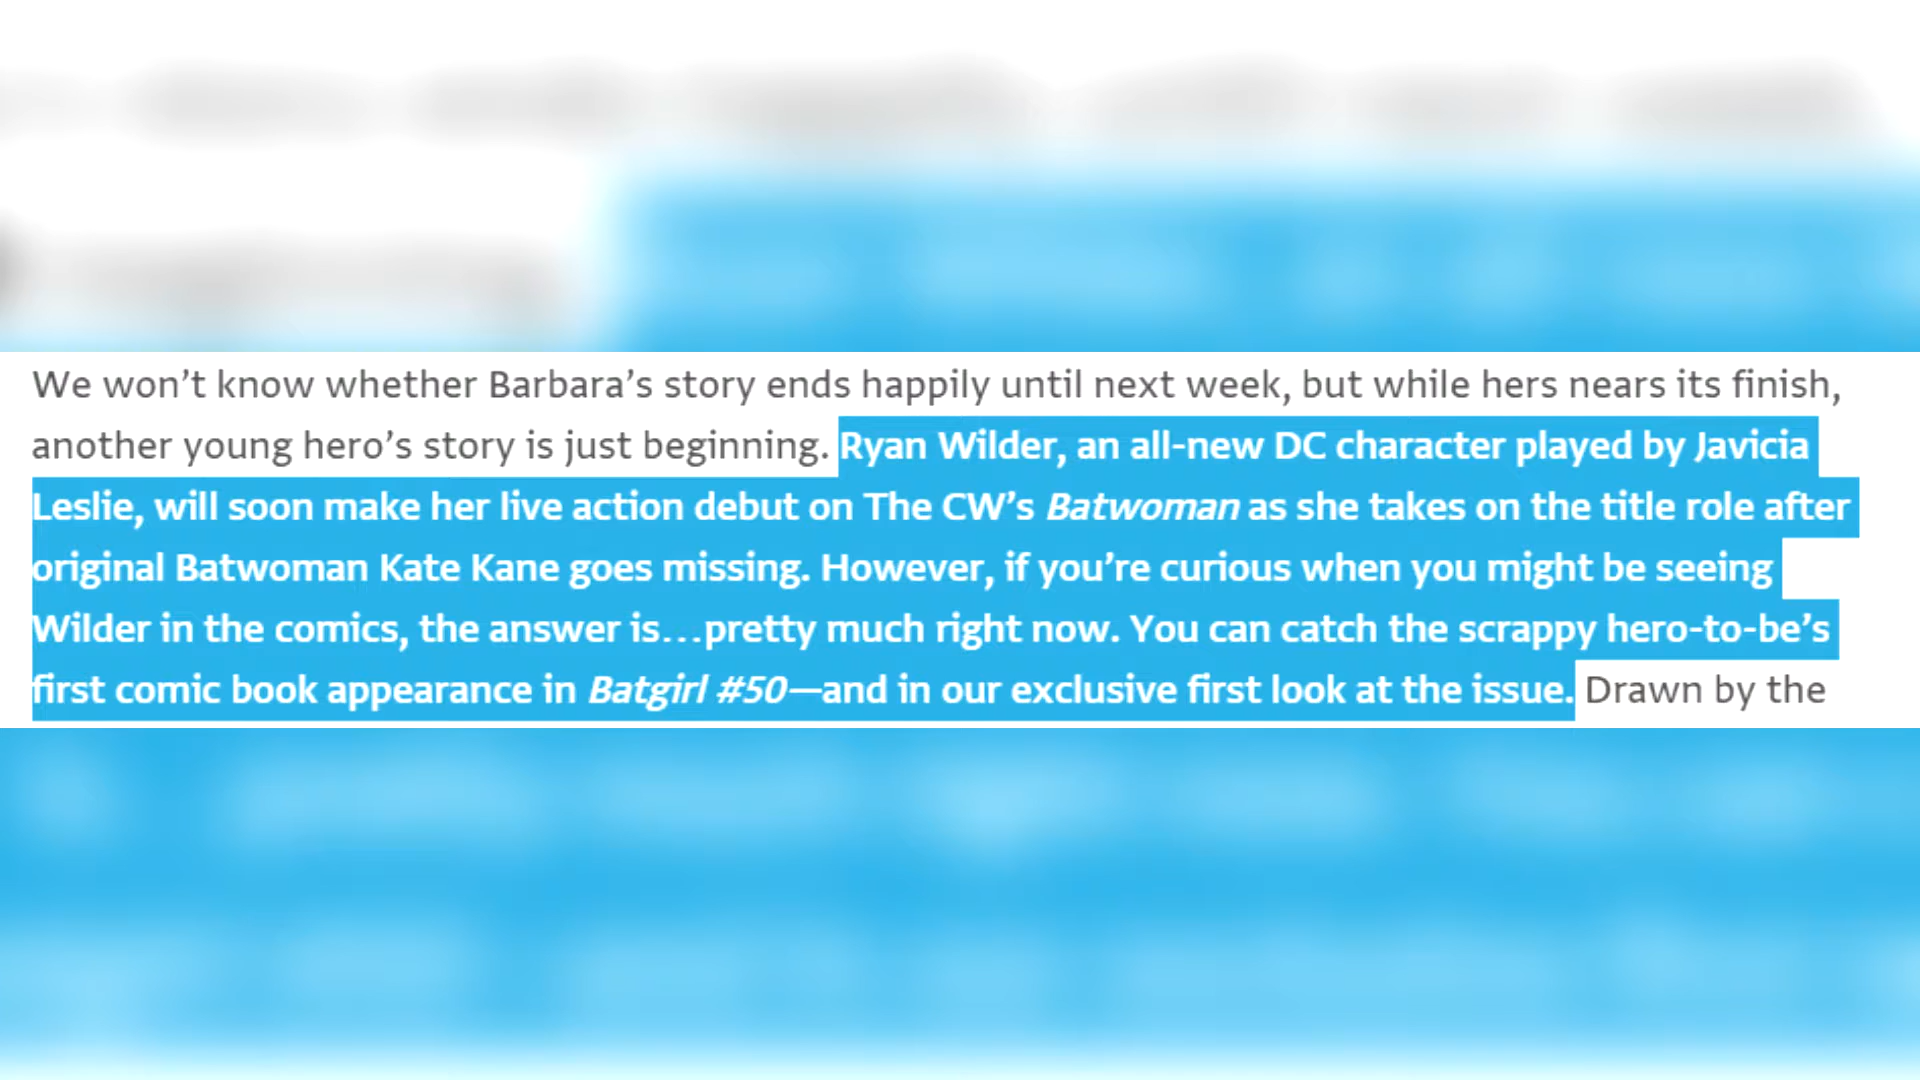 We won’t know whether Barbara’s story ends happily until next week, but while hers nears its finish,
another young hero’s story is just beginning. Ryan Wilder, an all-new DC character played by Javicia
Leslie, will soon make her live action debut on The CW’s Batwoman as she takes on the title role after
original Batwoman Kate Kane goes missing. However, if you’re curious when you might be seeing
Wilder in the comics, the answer is…pretty much right now. You can catch the scrappy hero-to-be’s
first comic book appearance in Batgirl #50—and in our exclusive first look at the issue. Drawn by the